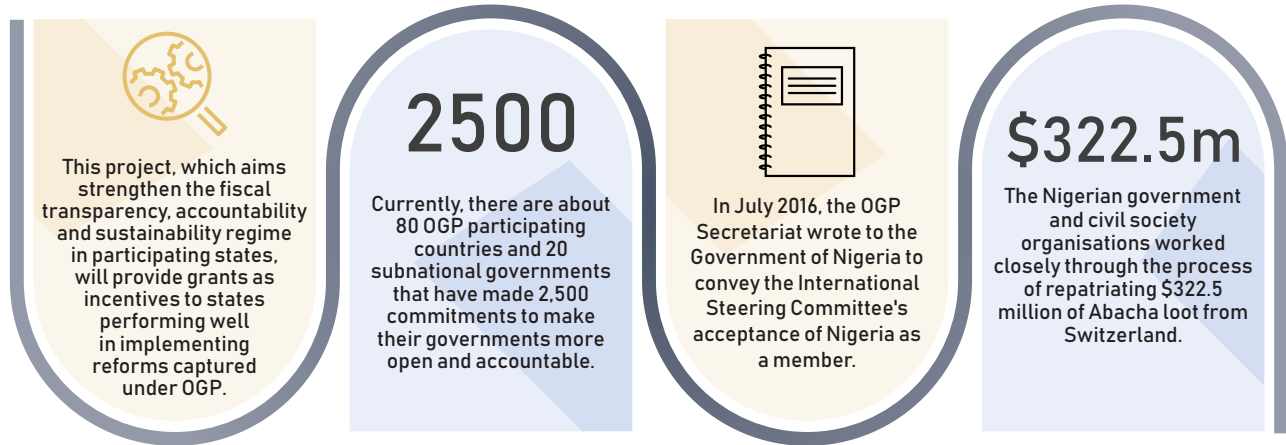 This project, which aims
strengthen the fiscal
transparency, accountability
and sustainability regime
in participating states,
will provide grants as
incentives to states
performing well
in implementing
reforms captured
under OGP.
2500
Currently, there are about
80 OGP participating
countries and 20
subnational governments
that have made 2,500
commitments to make
their governments more
open and accountable.
In July 2016, the OGP
Secretariat wrote to the
Government of Nigeria to
convey the International
Steering Committee's
acceptance of Nigeria as
a member.
$322.5m
The Nigerian government
and civil society
organisations worked
closely through the process
of repatriating $322.5
million of Abacha loot from
Switzerland.